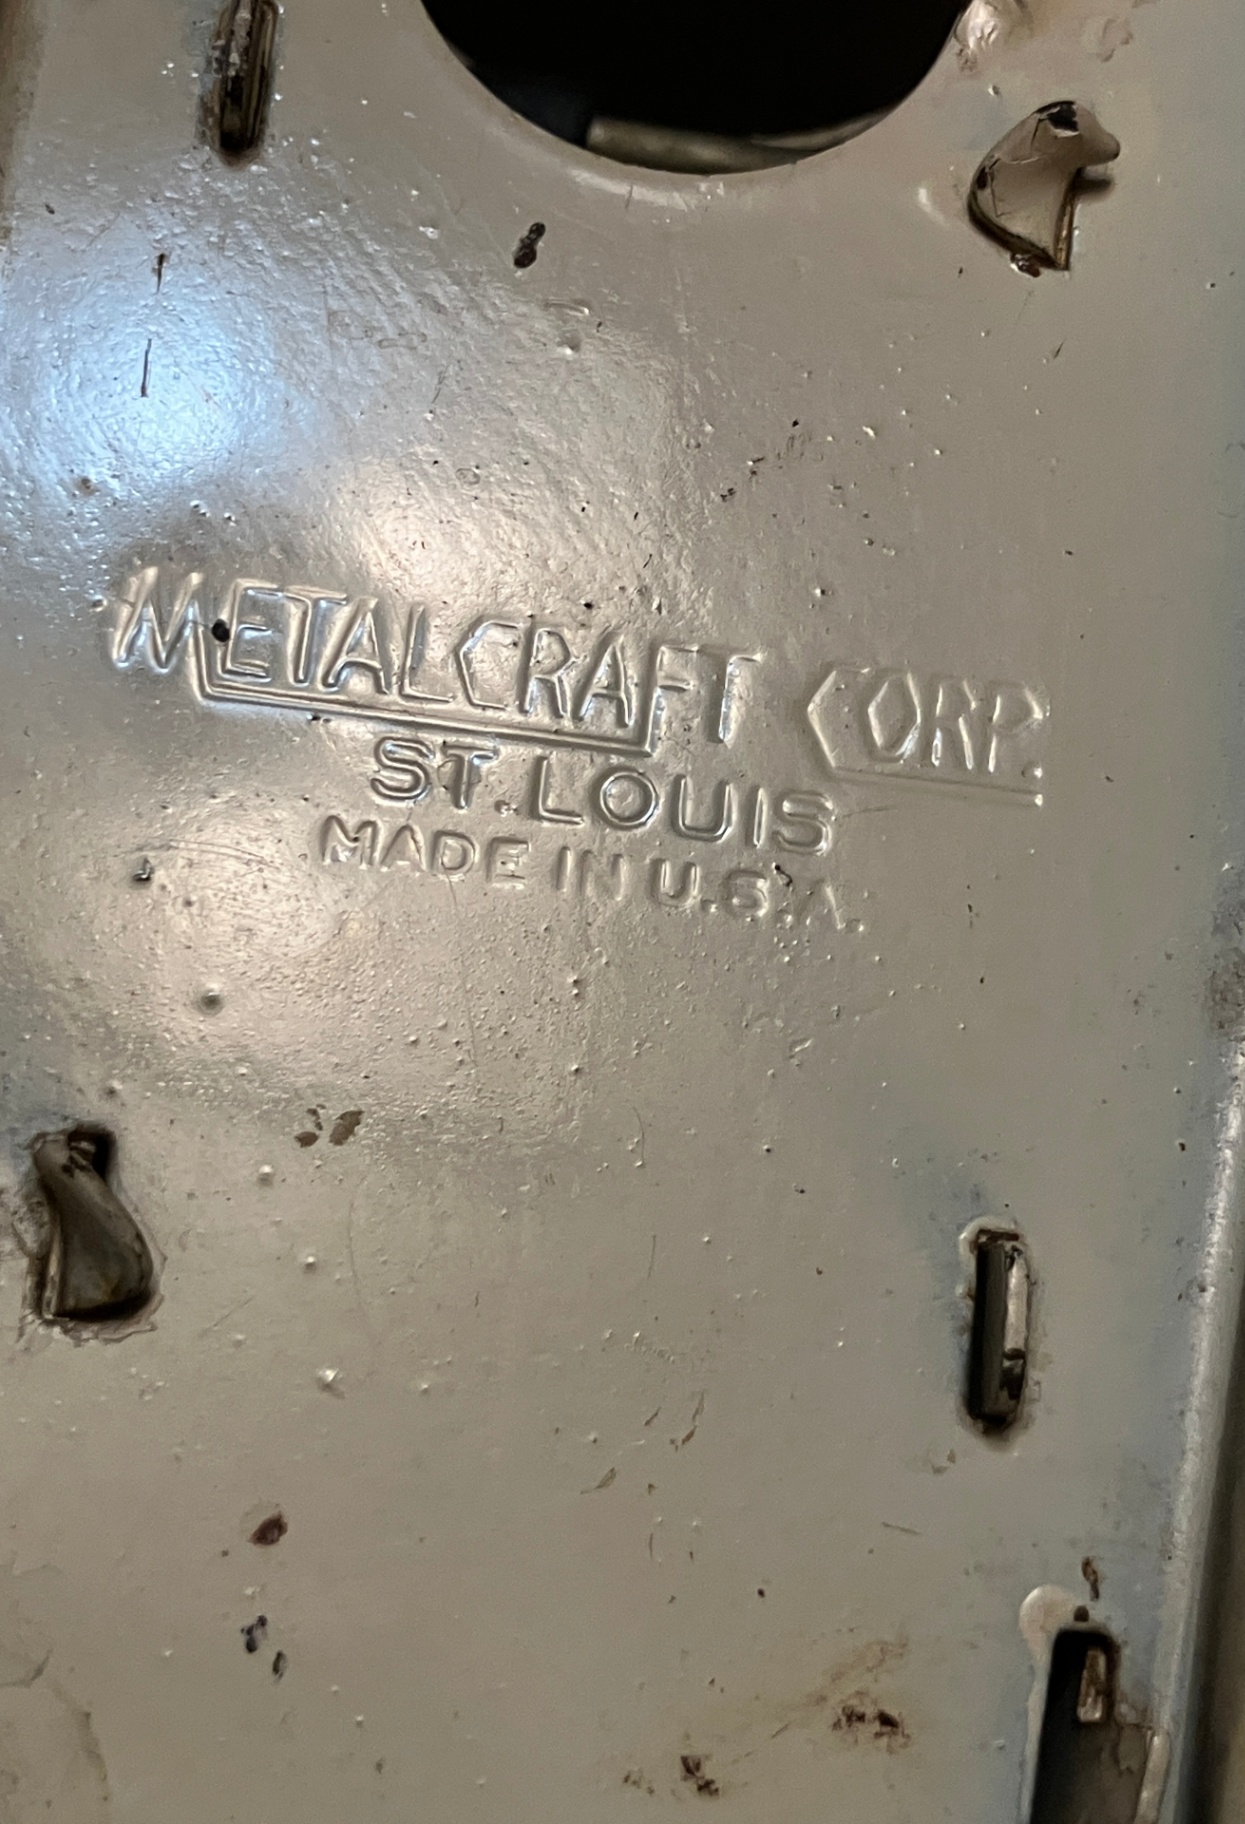 METALCRAFT CORP.
ST. LOUIS
MADE IN U.S.A.